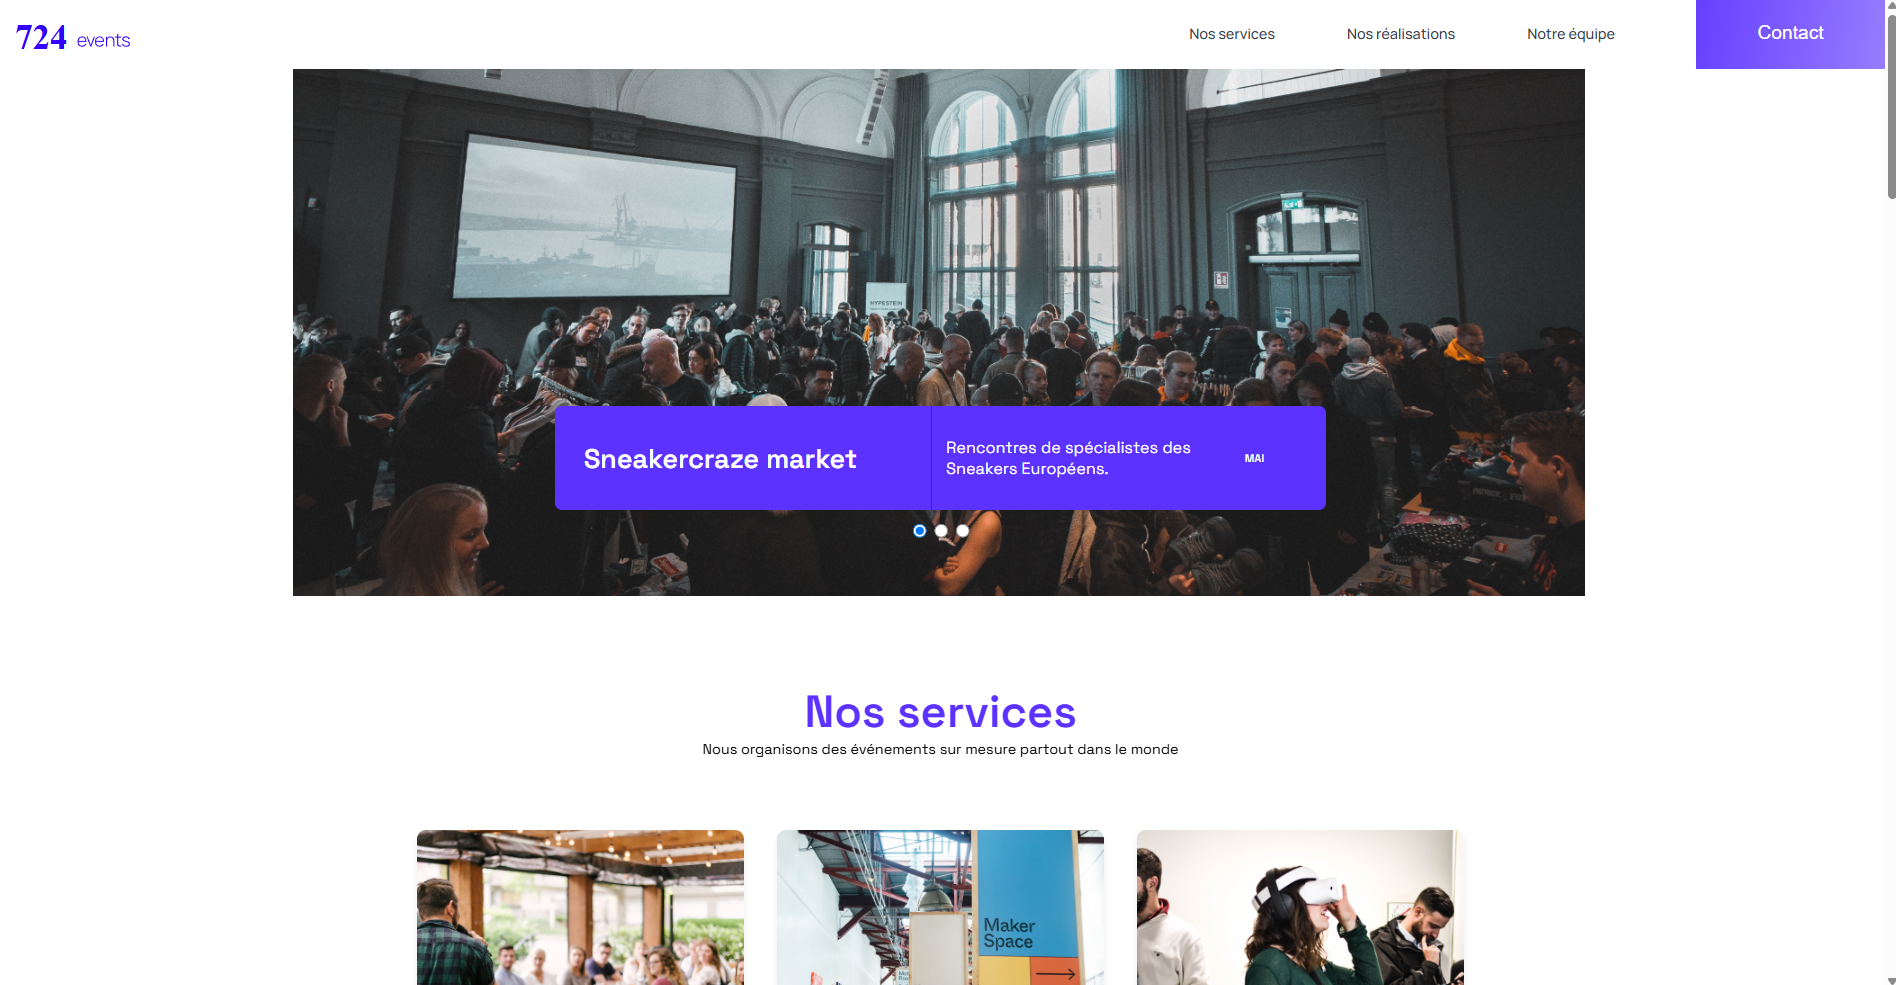 724 events
Nos services
Nos réalisations
Notre équipe
Contact
HYPESTEIN
Sneakercraze market
Rencontres de spécialistes des
Sneakers Européens.
MAI
Nos services
Nous organisons des événements sur mesure partout dans le monde
Maker
Space